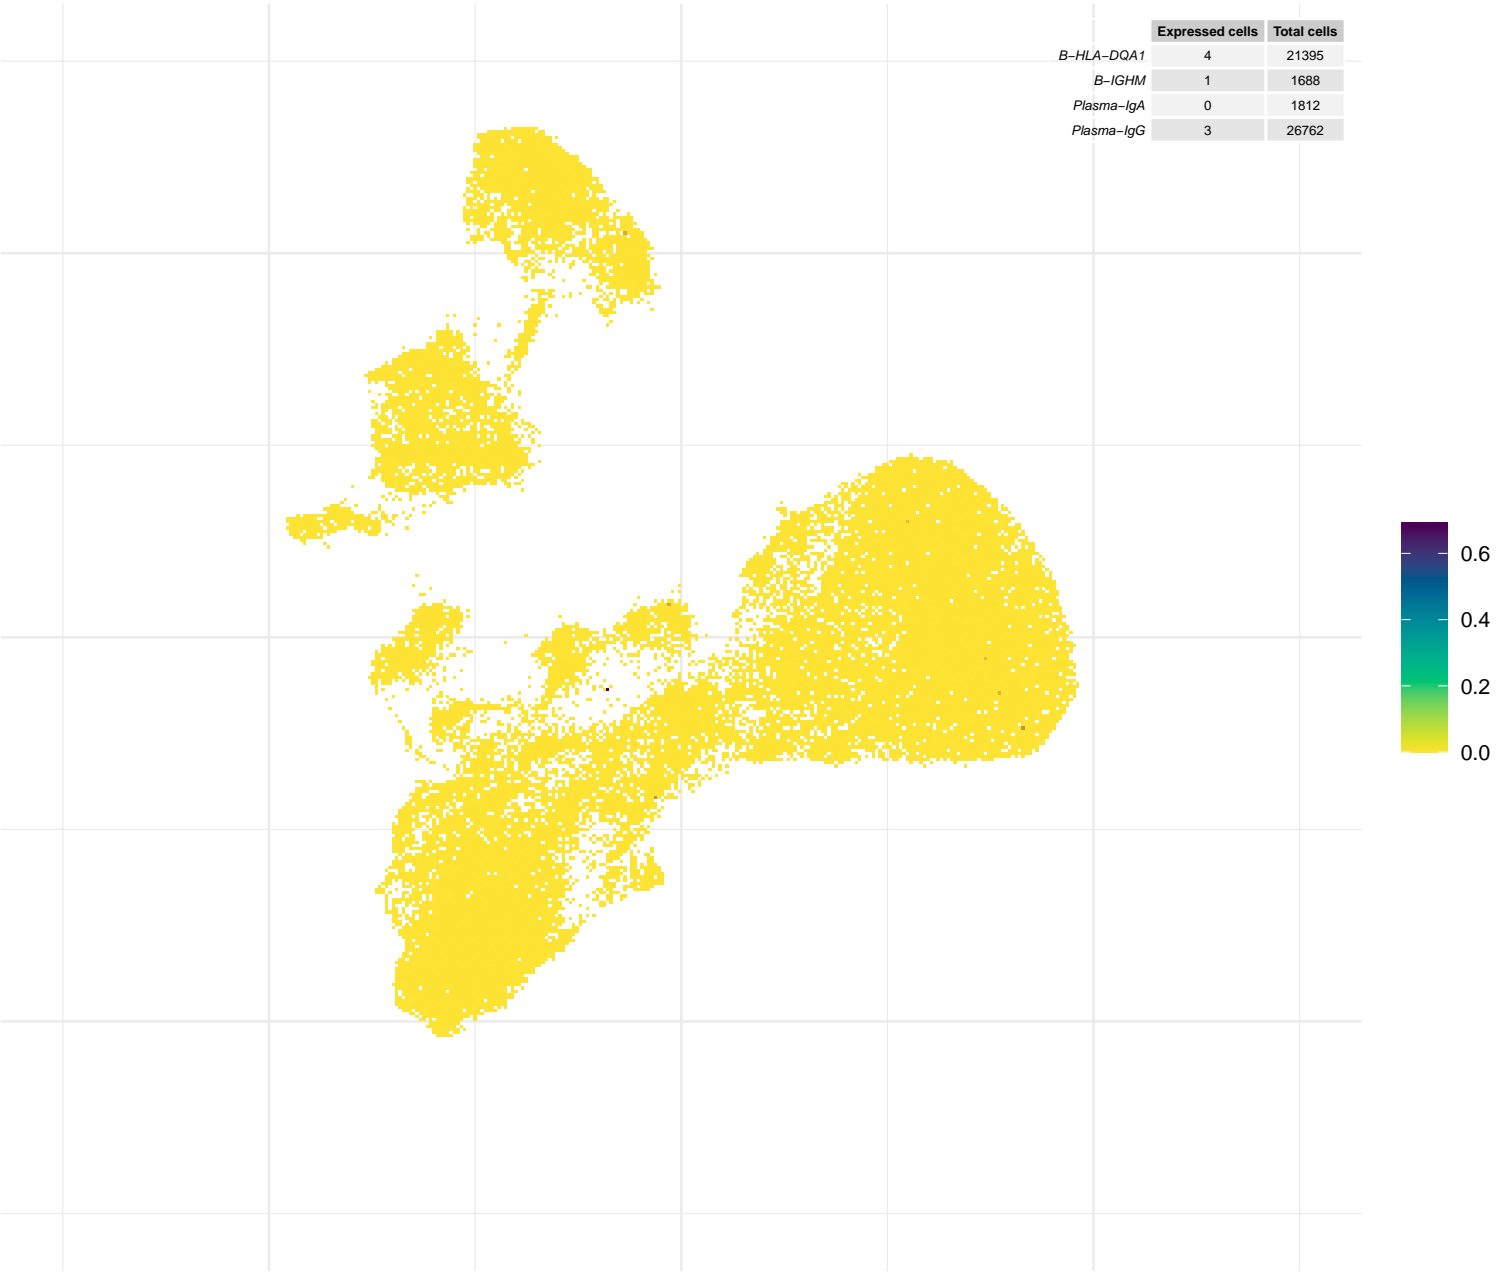 Expressed cells Total cells
B−HLA−DQA1 4 21395
B−IGHM 1 1688
Plasma−IgA 0 1812
Plasma−IgG 3 26762
0.6
0.4
0.2
0.0